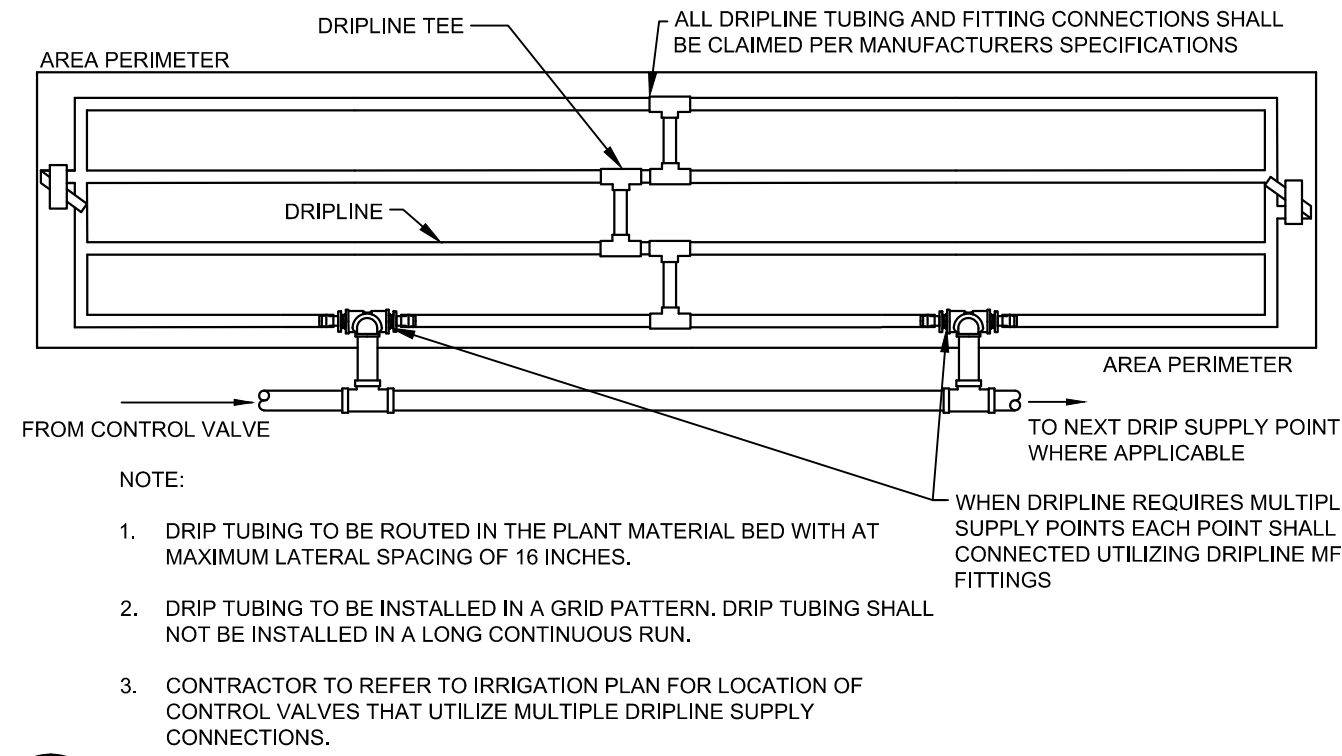 DRIPLINE TEE
ALL DRIPLINE TUBING AND FITTING CONNECTIONS SHALL
BE CLAIMED PER MANUFACTURERS SPECIFICATIONS
AREA PERIMETER
DRIPLINE
AREA PERIMETER
FROM CONTROL VALVE
TO NEXT DRIP SUPPLY POINT
WHERE APPLICABLE
WHEN DRIPLINE REQUIRES MULTIPL
SUPPLY POINTS EACH POINT SHALL
CONNECTED UTILIZING DRIPLINE MF
FITTINGS
NOTE:
1. DRIP TUBING TO BE ROUTED IN THE PLANT MATERIAL BED WITH AT
MAXIMUM LATERAL SPACING OF 16 INCHES.
2. DRIP TUBING TO BE INSTALLED IN A GRID PATTERN. DRIP TUBING SHALL
NOT BE INSTALLED IN A LONG CONTINUOUS RUN.
3. CONTRACTOR TO REFER TO IRRIGATION PLAN FOR LOCATION OF
CONTROL VALVES THAT UTILIZE MULTIPLE DRIPLINE SUPPLY
CONNECTIONS.